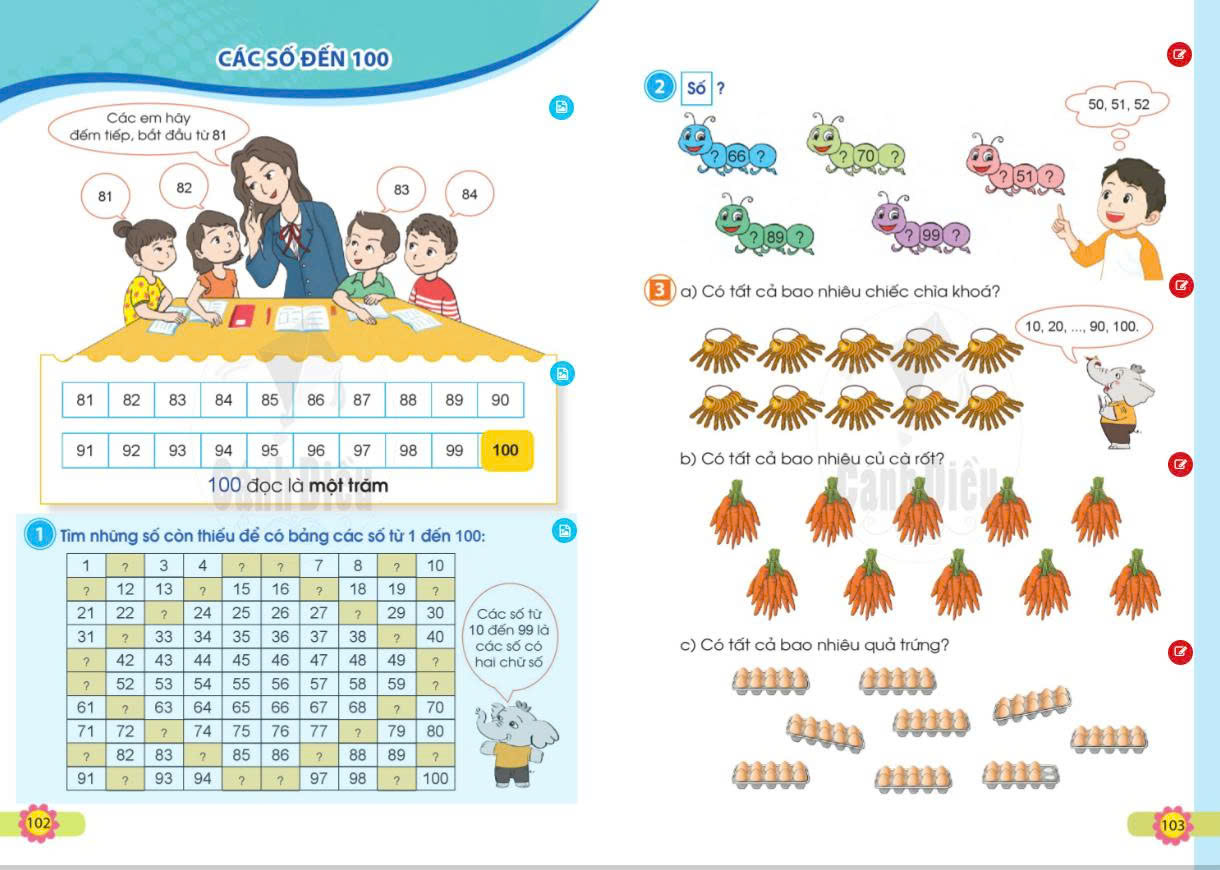 CÁC SỐ ĐẾN 100
Các em hãy
đếm tiếp, bắt đầu từ 81
81
82
83
84
81 82 83 84 85 86 87 88 89 90
91 92 93 94 95 96 97 98 99 100
100 đọc là một trăm
1 Tìm những số còn thiếu để có bảng các số từ 1 đến 100:
1 ? 3 4 ? ? 7 8 ? 10
? 12 13 ? 15 16 ? 18 19 ?
21 22 ? 24 25 26 27 ? 29 30
31 ? 33 34 35 36 37 38 ? 40
? 42 43 44 45 46 47 48 49 ?
? 52 53 54 55 56 57 58 59 ?
61 ? 63 64 65 66 67 68 ? 70
71 72 ? 74 75 76 77 ? 79 80
? 82 83 ? 85 86 ? 88 89 ?
91 ? 93 94 ? ? 97 98 ? 100
Các số từ
10 đến 99 là
các số có
hai chữ số
Cánh Diều
102
2 Số ?
50, 51, 52
? 66 ?
? 70 ?
? 51 ?
? 89 ?
? 99 ?
3 a) Có tất cả bao nhiêu chiếc chìa khoá?
10, 20, ..., 90, 100.
b) Có tất cả bao nhiêu củ cà rốt?
Cánh Diều
c) Có tất cả bao nhiêu quả trứng?
103